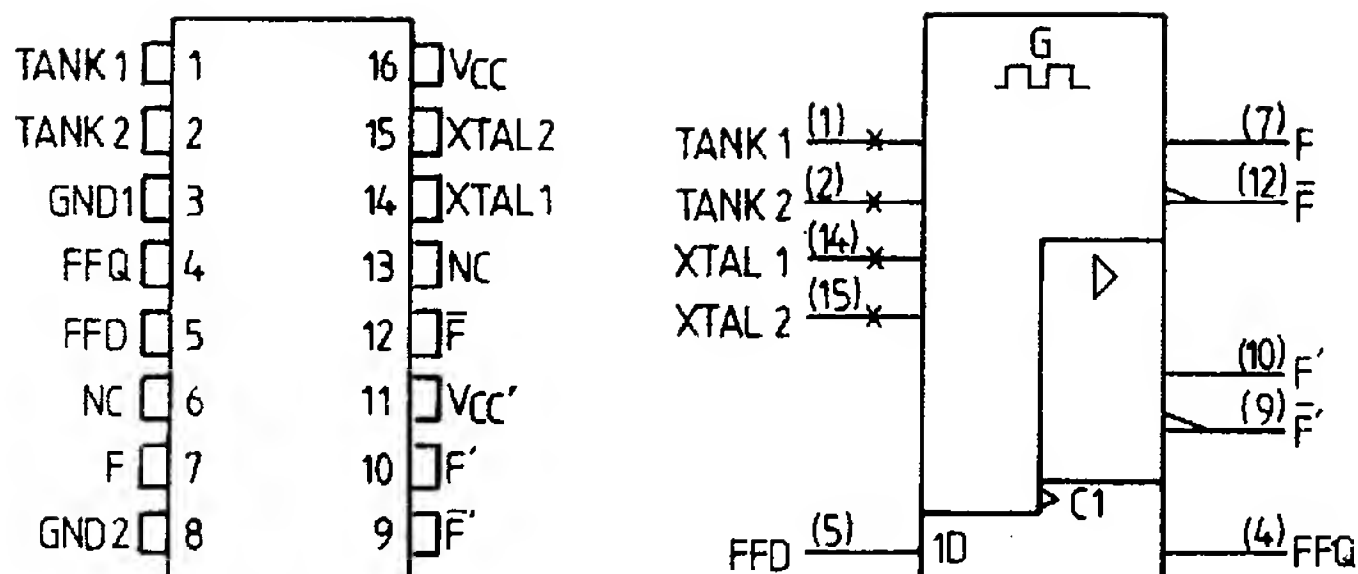 TANK 1 1 16 VCC
TANK 2 2 15 XTAL 2
GND1 3 14 XTAL 1
FFQ 4 13 NC
FFD 5 12 F̅
NC 6 11 VCC′
F 7 10 F′
GND2 8 9 F̅′
G
TANK 1 (1) (7) F
TANK 2 (2) (12) F̅
XTAL 1 (14)
XTAL 2 (15)
(10) F′
(9) F̅′
C1
FFD (5) 1D (4) FFQ